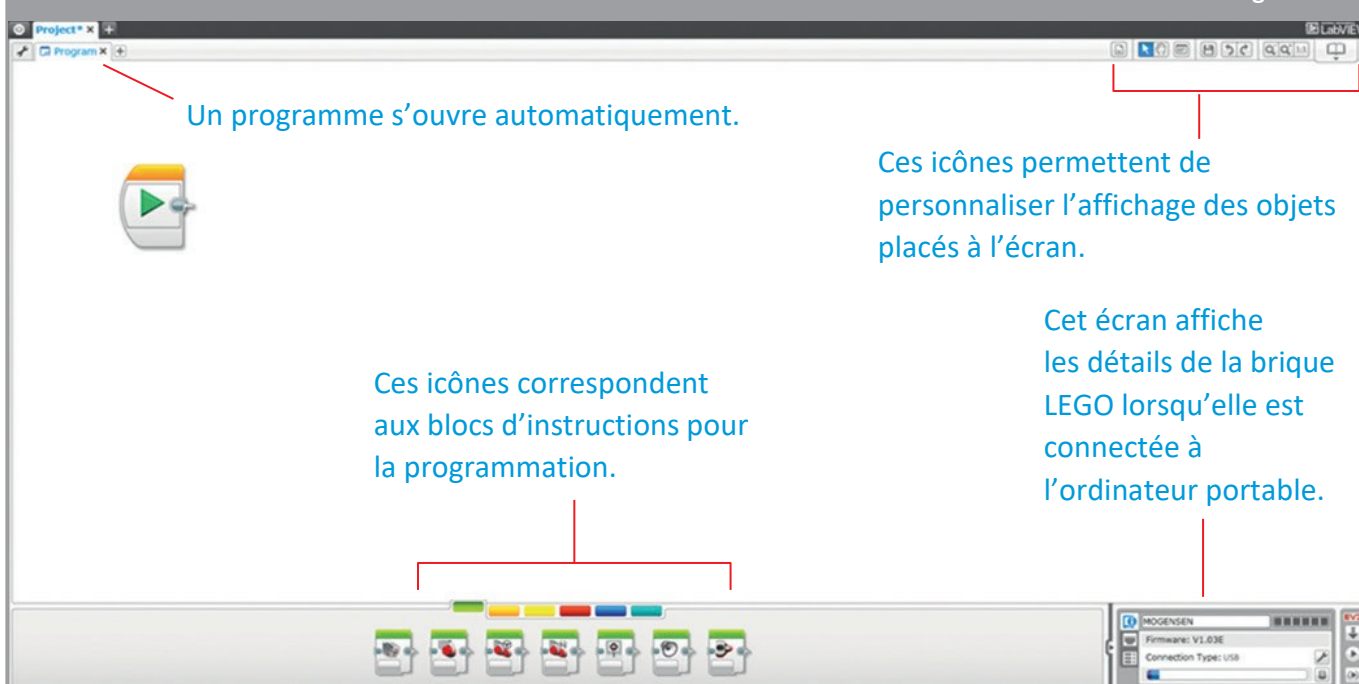 Project* × +
LabVIEW
Program × +
Un programme s’ouvre automatiquement.
Ces icônes permettent de
personnaliser l’affichage des objets
placés à l’écran.
Cet écran affiche
les détails de la brique
LEGO lorsqu’elle est
connectée à
l’ordinateur portable.
Ces icônes correspondent
aux blocs d’instructions pour
la programmation.
MOGENSEN
Firmware: V1.03E
Connection Type: USB